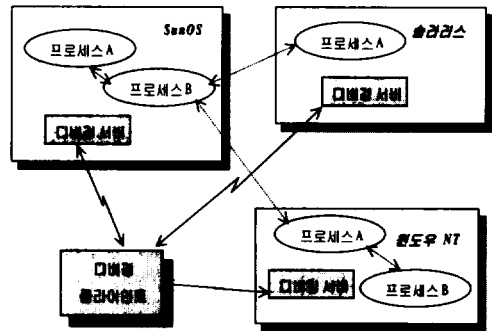 SunOS
프로세스A
프로세스B
디버깅 서버
솔라리스
프로세스A
디버깅 서버
윈도우 NT
프로세스A
디버깅 서버
프로세스B
디버깅
클라이언트